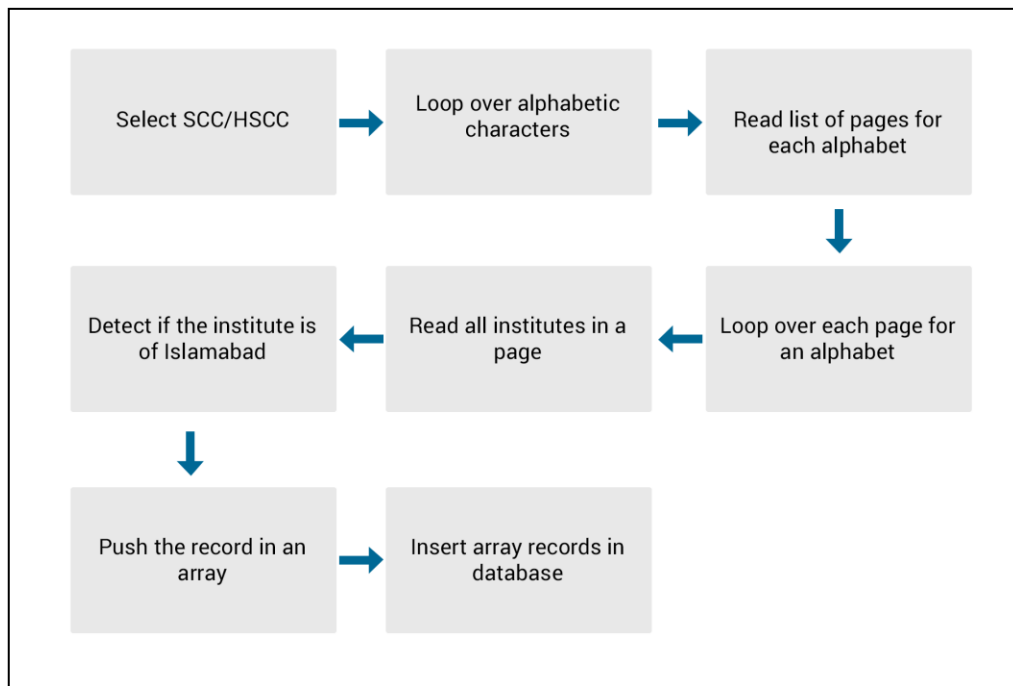 Select SCC/HSCC
Loop over alphabetic
characters
Read list of pages for
each alphabet
Loop over each page for
an alphabet
Read all institutes in a
page
Detect if the institute is
of Islamabad
Push the record in an
array
Insert array records in
database